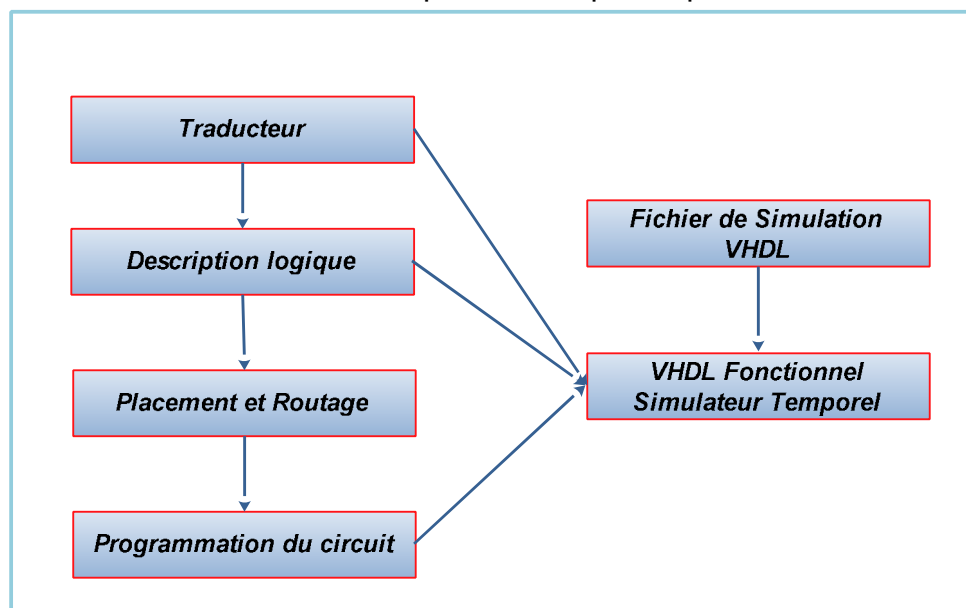 Traducteur
Description logique
Placement et Routage
Programmation du circuit
Fichier de Simulation
VHDL
VHDL Fonctionnel
Simulateur Temporel